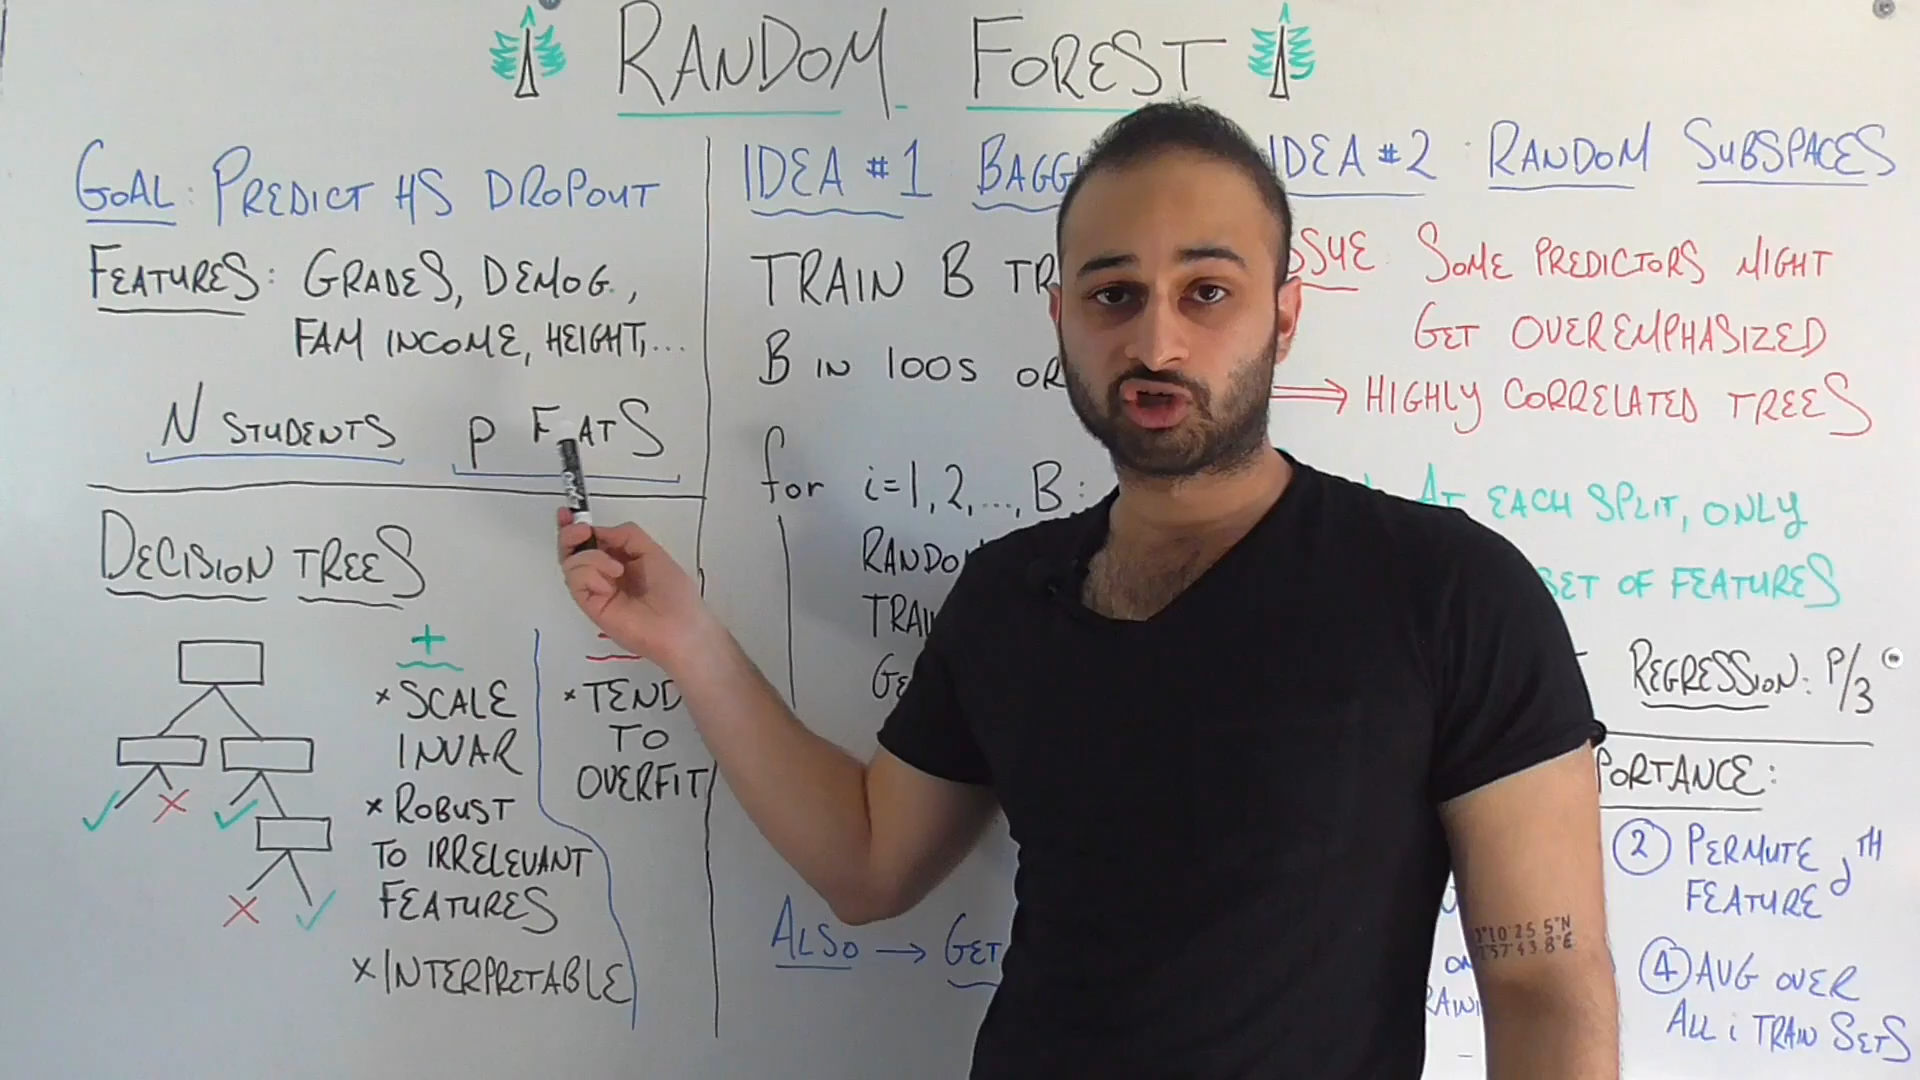 RANDOM FOREST
GOAL: PREDICT HS DROPOUT
FEATURES: GRADES, DEMOG.,
FAM INCOME, HEIGHT, ...
N STUDENTS P FEATS
DECISION TREES
+
* SCALE
INVAR
* ROBUST
TO IRRELEVANT
FEATURES
* INTERPRETABLE
* TEND
TO
OVERFIT
IDEA #1
TRAIN B
B IN 100S OR
for i=1,2,...,B:
ALSO → GET
IDEA #2: RANDOM SUBSPACES
SOME PREDICTORS MIGHT
GET OVEREMPHASIZED
⇒ HIGHLY CORRELATED TREES
AT EACH SPLIT, ONLY
OF FEATURES
REGRESSION: P/3
② PERMUTE jTH
FEATURE
④ AVG OVER
ALL i TRAIN SETS